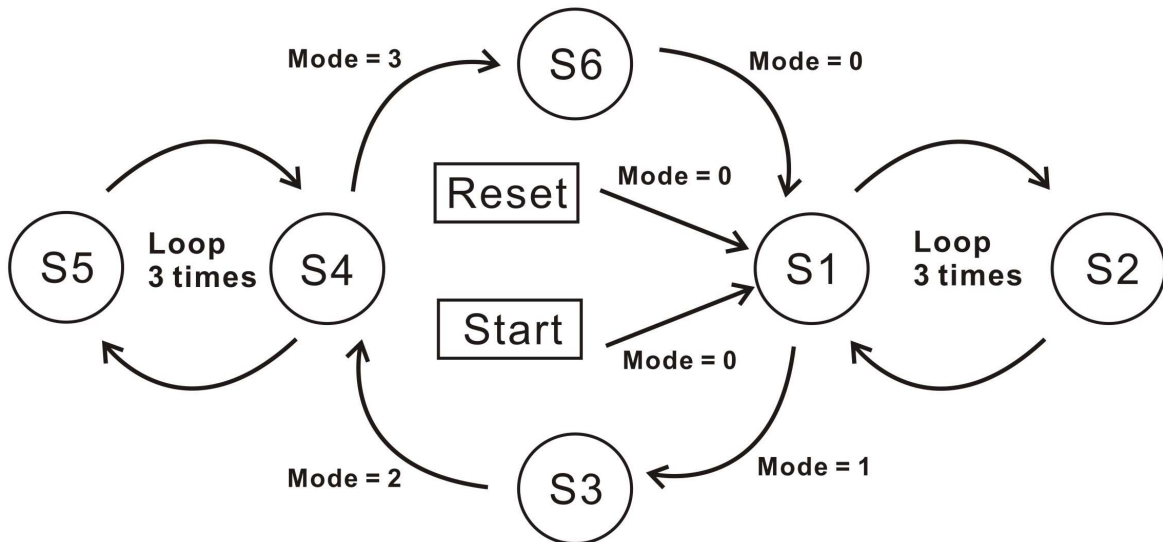 Mode = 3
S6
Mode = 0
Reset
Mode = 0
S5
Loop
3 times
S4
S1
Loop
3 times
S2
Start
Mode = 0
Mode = 2
S3
Mode = 1